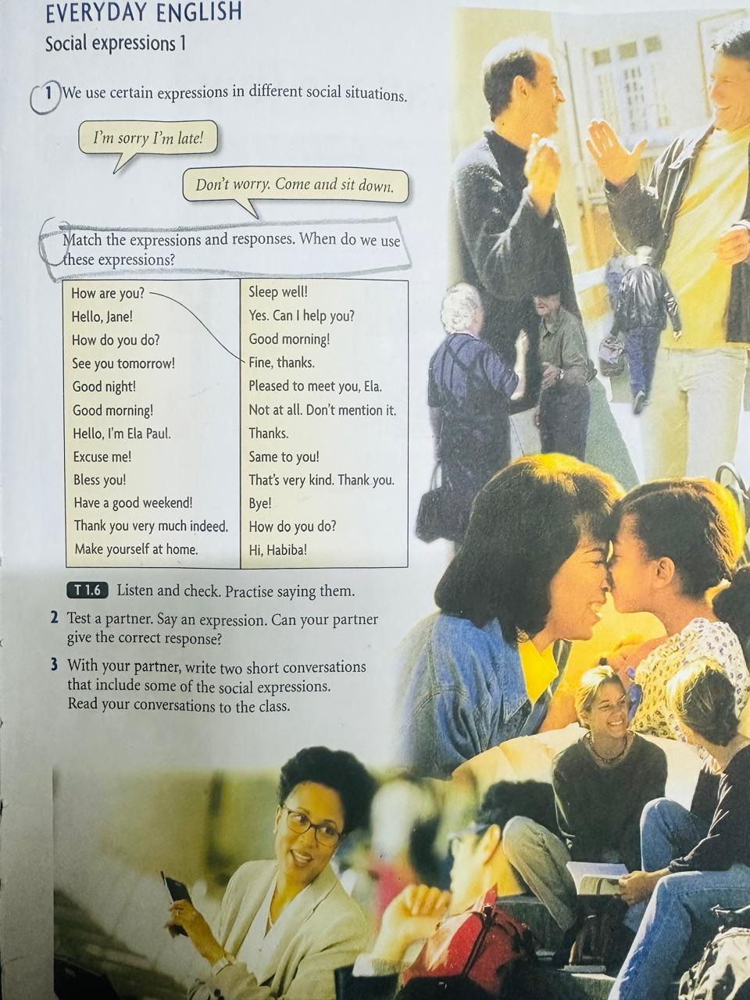 EVERYDAY ENGLISH
Social expressions 1
1 We use certain expressions in different social situations.
I'm sorry I'm late!
Don't worry. Come and sit down.
Match the expressions and responses. When do we use
these expressions?
How are you?
Hello, Jane!
How do you do?
See you tomorrow!
Good night!
Good morning!
Hello, I'm Ela Paul.
Excuse me!
Bless you!
Have a good weekend!
Thank you very much indeed.
Make yourself at home.
Sleep well!
Yes. Can I help you?
Good morning!
Fine, thanks.
Pleased to meet you, Ela.
Not at all. Don't mention it.
Thanks.
Same to you!
That's very kind. Thank you.
Bye!
How do you do?
Hi, Habiba!
T 1.6 Listen and check. Practise saying them.
2 Test a partner. Say an expression. Can your partner
give the correct response?
3 With your partner, write two short conversations
that include some of the social expressions.
Read your conversations to the class.